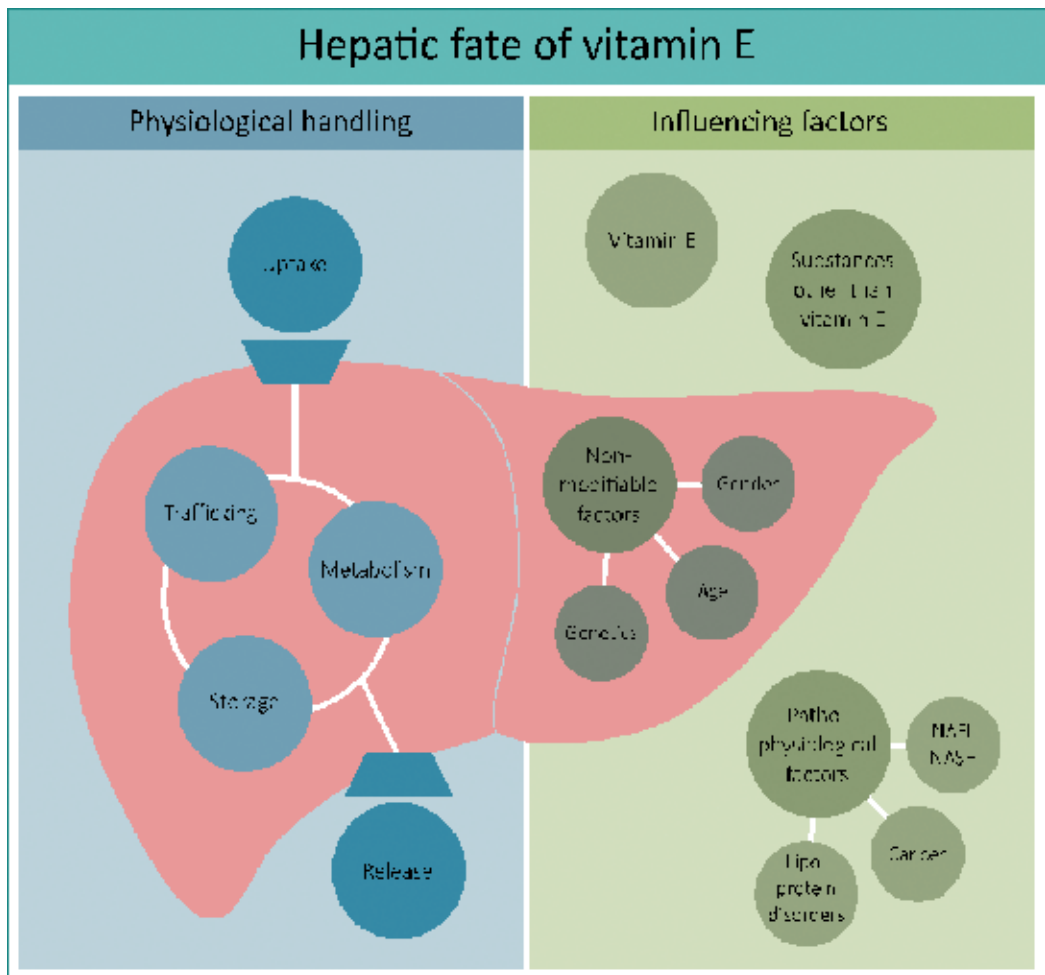 Hepatic fate of vitamin E
Physiological handling
Influencing factors
Uptake
Trafficking
Metabolism
Storage
Release
Vitamin E
Substances
other than
vitamin E
Non-
modifiable
factors
Gender
Age
Genetics
Patho
physiological
factors
NAFL
NASH
Cancer
Lipo
protein
disorders